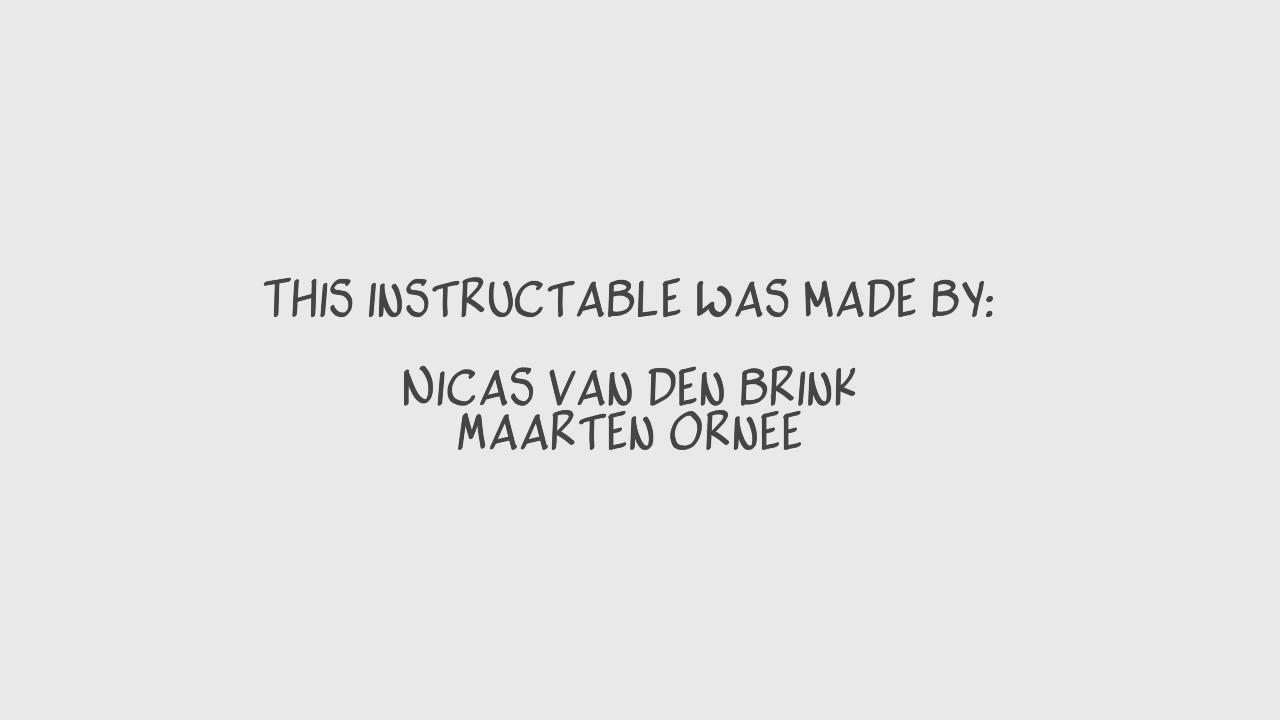 THIS INSTRUCTABLE WAS MADE BY:
NICAS VAN DEN BRINK
MAARTEN ORNEE